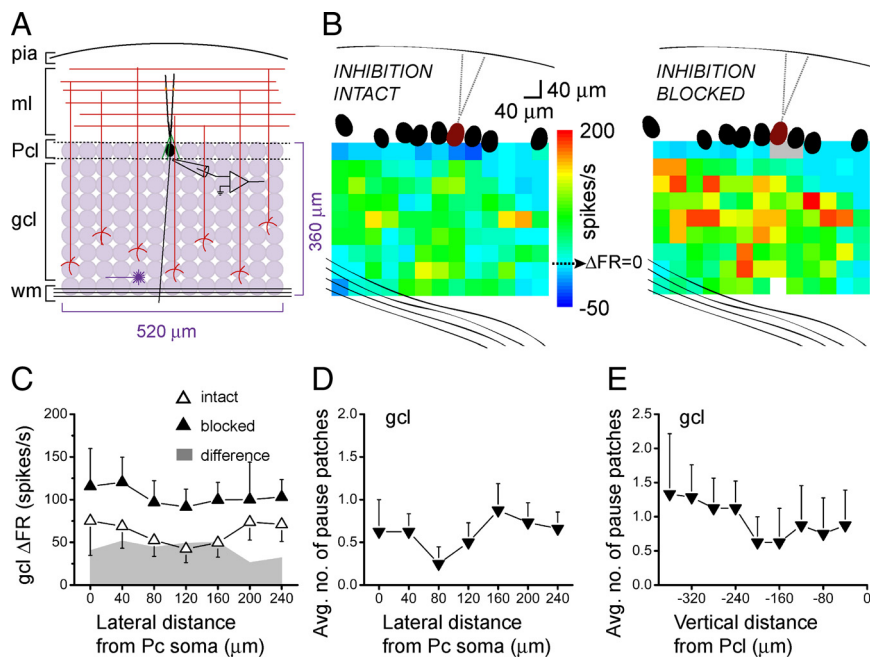 A
pia
ml
Pcl
gcl
wm
360 μm
520 μm
B
INHIBITION
INTACT
40 μm
40 μm
INHIBITION
BLOCKED
200
spikes/s
ΔFR=0
-50
C
intact
blocked
difference
gcl ΔFR (spikes/s)
200
150
100
50
0
0 40 80 120 160 200 240
Lateral distance
from Pc soma (μm)
D
gcl
Avg. no. of pause patches
2.0
1.5
1.0
0.5
0.0
0 40 80 120 160 200 240
Lateral distance
from Pc soma (μm)
E
gcl
Avg. no. of pause patches
2.5
2.0
1.5
1.0
0.5
0.0
-320 -240 -160 -80 0
Vertical distance
from Pcl (μm)